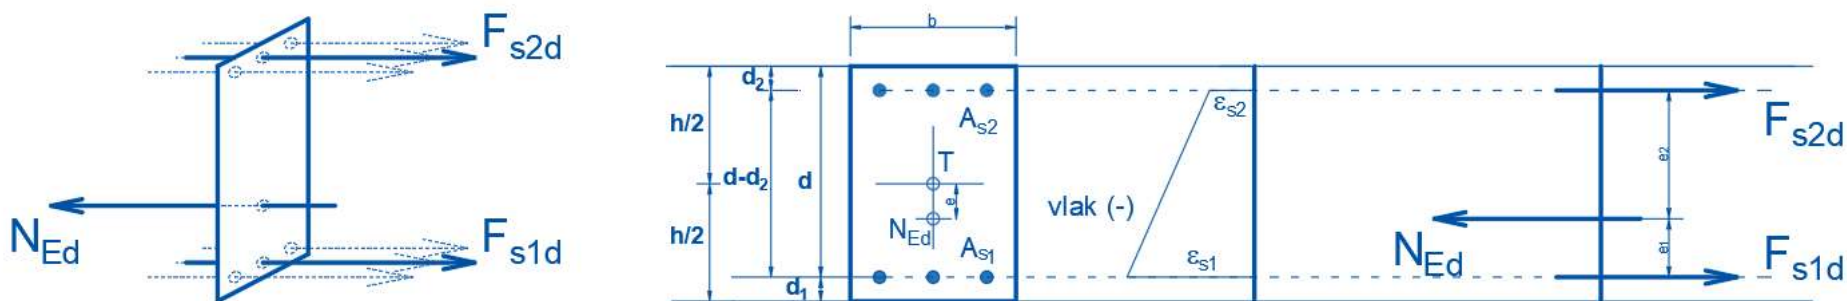 F_s2d
N_Ed
F_s1d
b
d_2
h/2
d-d_2
d
h/2
d_1
A_s2
T
e
N_Ed
A_s1
vlak (-)
ε_s2
ε_s1
F_s2d
e2
N_Ed
e1
F_s1d